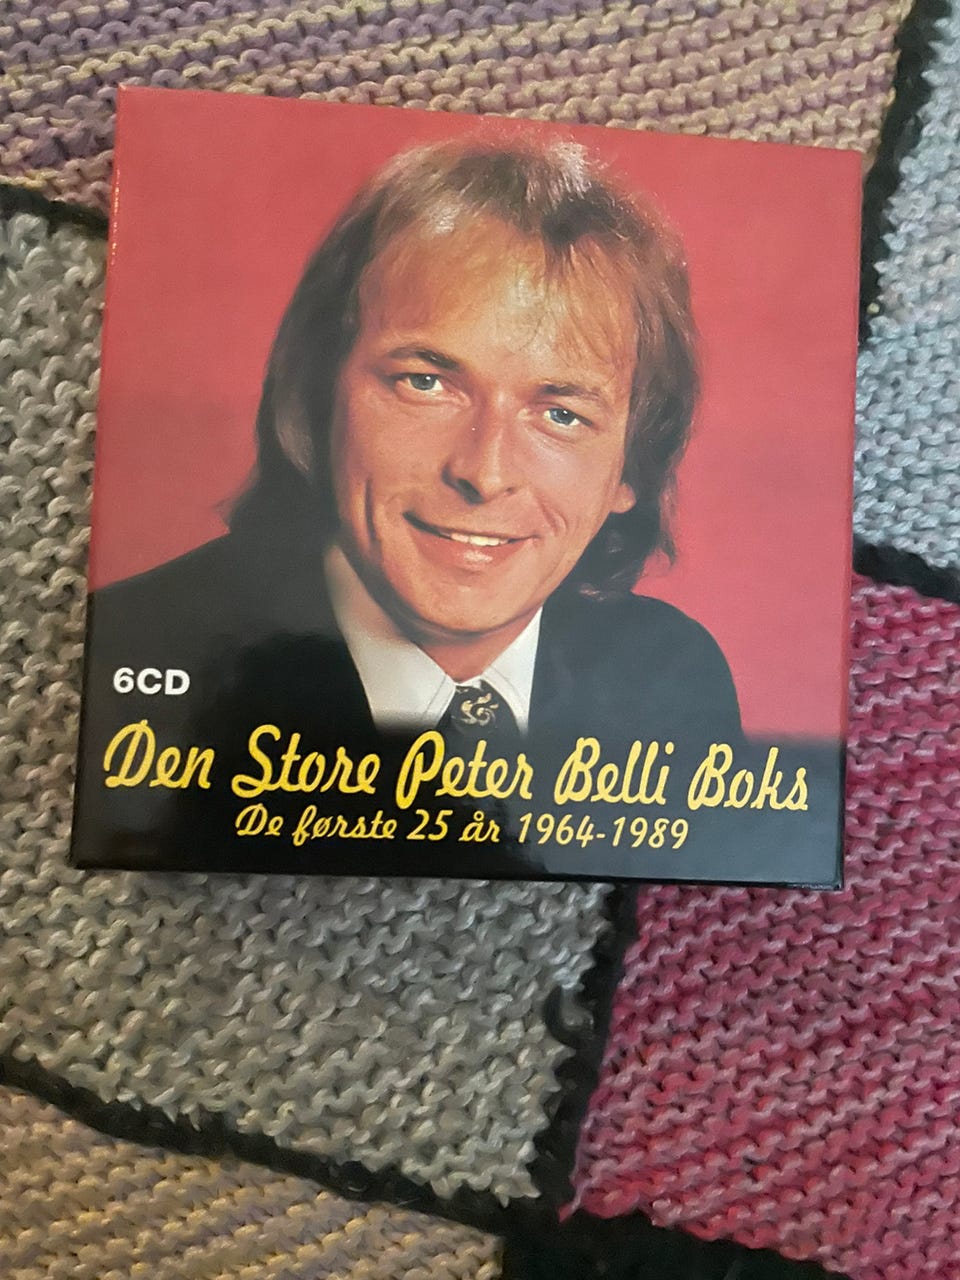 6CD
Den Store Peter Belli Boks
De første 25 år 1964-1989